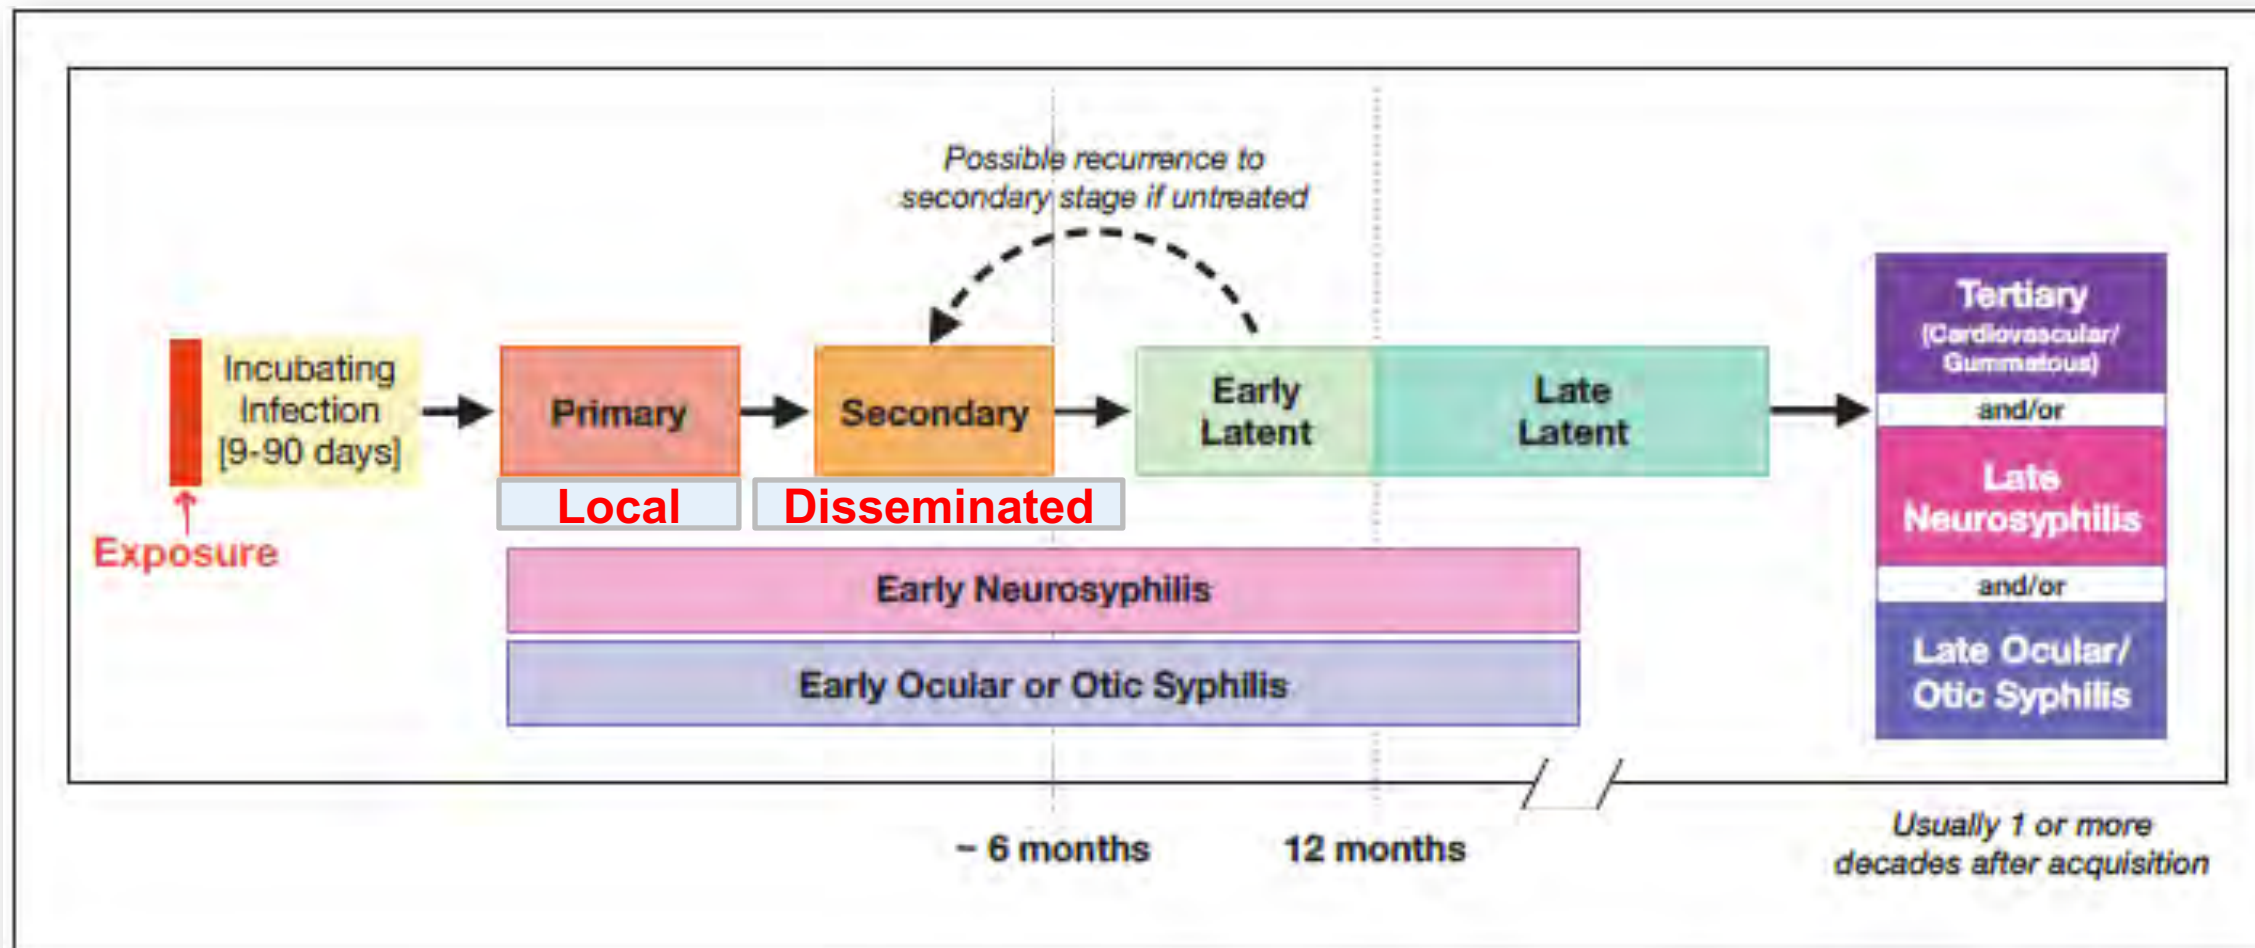 Possible recurrence to
secondary stage if untreated
Incubating
Infection
[9-90 days]
Exposure
Primary
Local
Secondary
Disseminated
Early
Latent
Late
Latent
Tertiary
(Cardiovascular/
Gummatous)
and/or
Late
Neurosyphilis
and/or
Late Ocular/
Otic Syphilis
Early Neurosyphilis
Early Ocular or Otic Syphilis
~ 6 months
12 months
Usually 1 or more
decades after acquisition